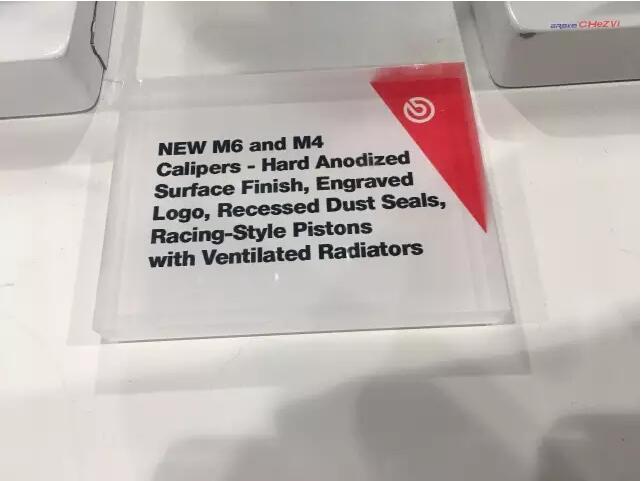 CHeZVi
NEW M6 and M4
Calipers - Hard Anodized
Surface Finish, Engraved
Logo, Recessed Dust Seals,
Racing-Style Pistons
with Ventilated Radiators